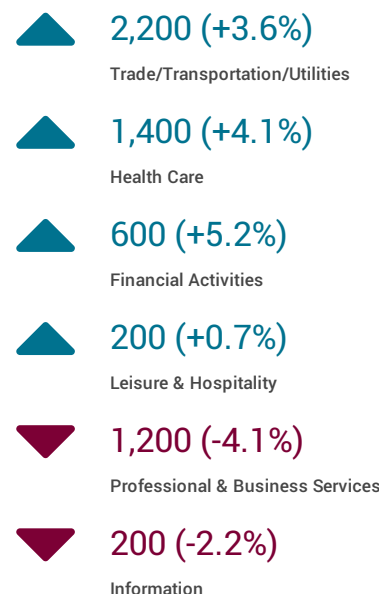 2,200 (+3.6%)
Trade/Transportation/Utilities
1,400 (+4.1%)
Health Care
600 (+5.2%)
Financial Activities
200 (+0.7%)
Leisure & Hospitality
1,200 (-4.1%)
Professional & Business Services
200 (-2.2%)
Information